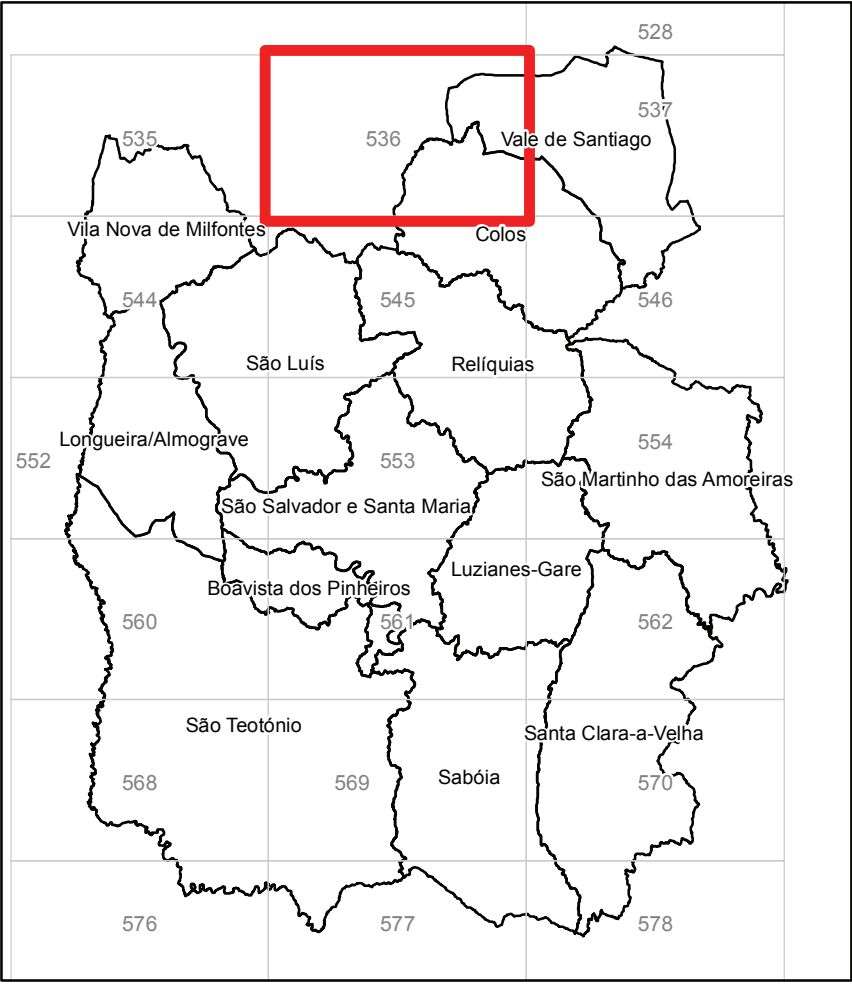 528
537
535
536
Vale de Santiago
Vila Nova de Milfontes
Colos
544
545
546
São Luís
Relíquias
Longueira/Almograve
554
552
553
São Martinho das Amoreiras
São Salvador e Santa Maria
Luzianes-Gare
Boavista dos Pinheiros
560
561
562
São Teotónio
Santa Clara-a-Velha
Sabóia
568
569
570
576
577
578